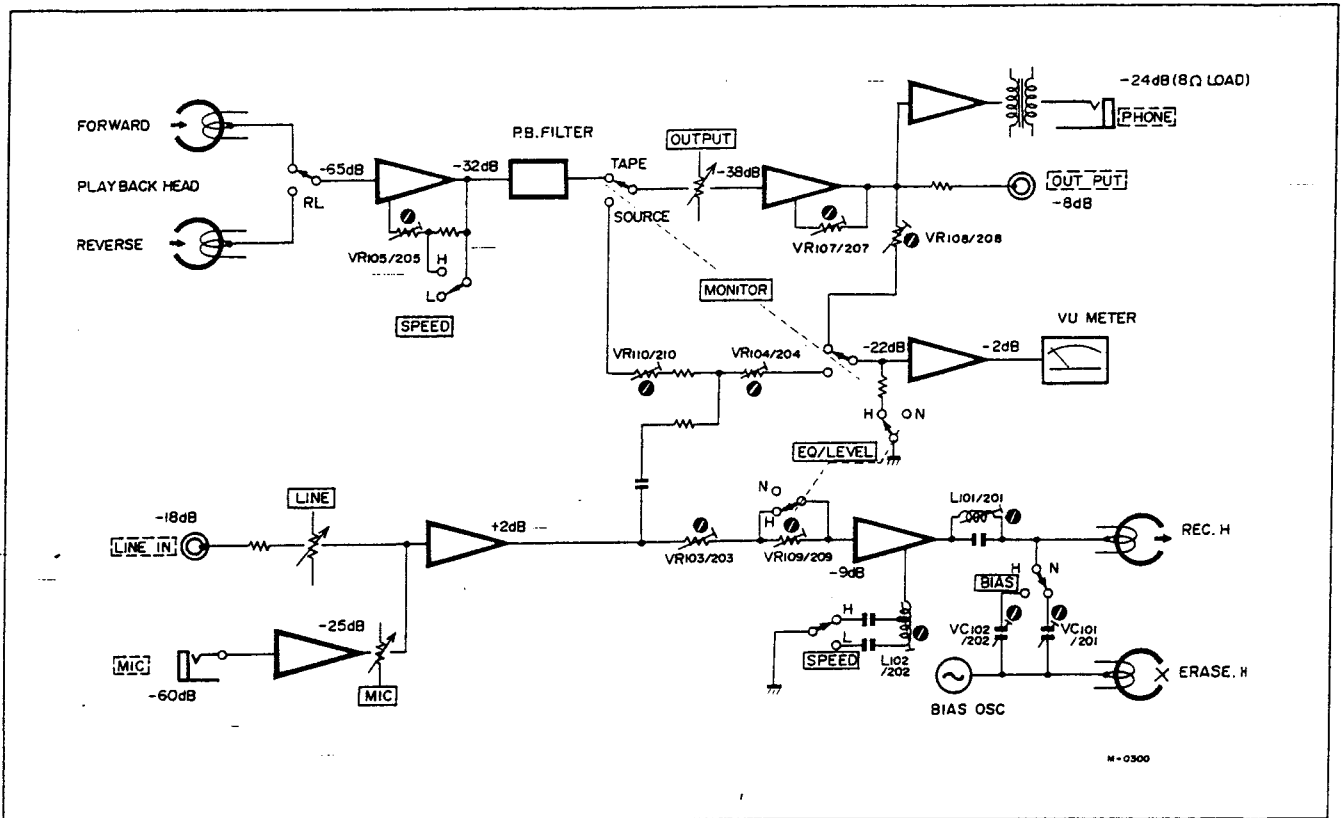 FORWARD
PLAYBACK HEAD
REVERSE
RL
-65dB
-32dB
VR105/205
H
L
SPEED
P.B.FILTER
TAPE
SOURCE
OUTPUT
-38dB
VR107/207
-24dB(8Ω LOAD)
PHONE
OUT PUT
-8dB
VR108/208
MONITOR
VU METER
-22dB
-2dB
VR110/210
VR104/204
H
N
EQ/LEVEL
LINE
-18dB
LINE IN
+2dB
-25dB
MIC
-60dB
MIC
VR103/203
N
H
VR109/209
-9dB
L101/201
REC. H
H
N
BIAS
VC102
/202
VC101
/201
H
L
SPEED
L102
/202
BIAS OSC
ERASE. H
M-0300